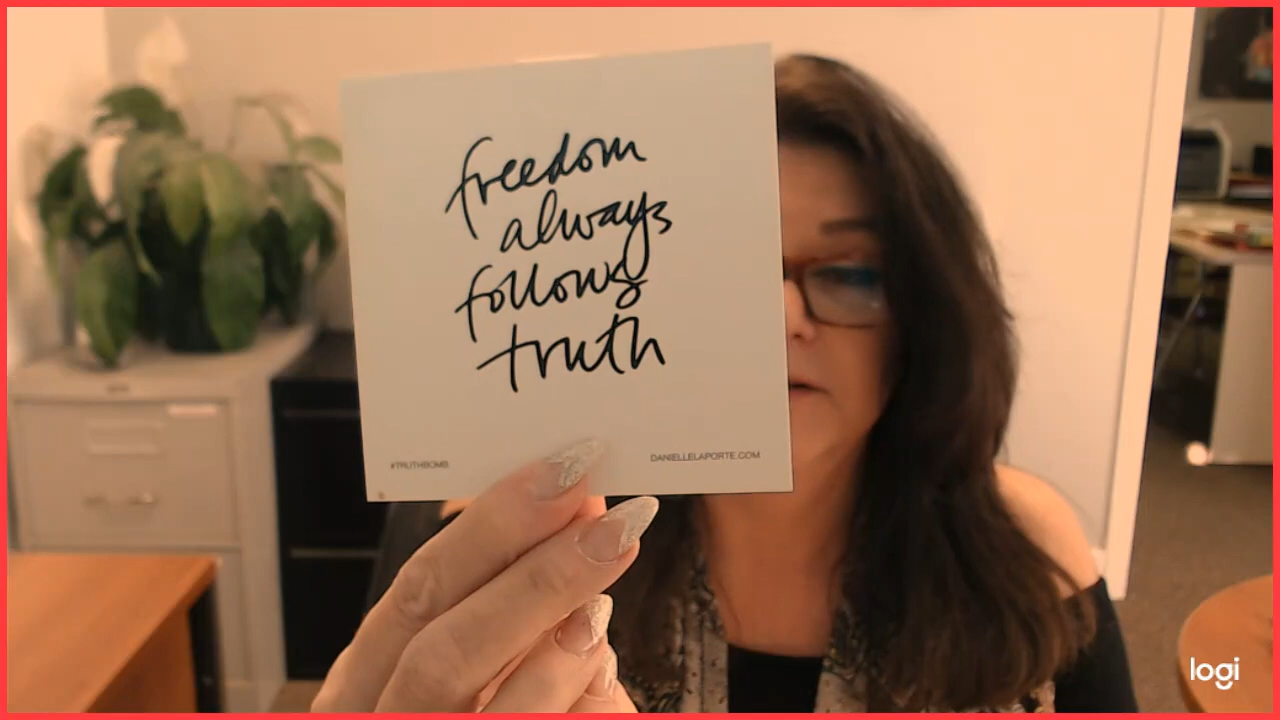 freedom
always
follows
truth
#TRUTHBOMB
DANIELLELAPORTE.COM
logi